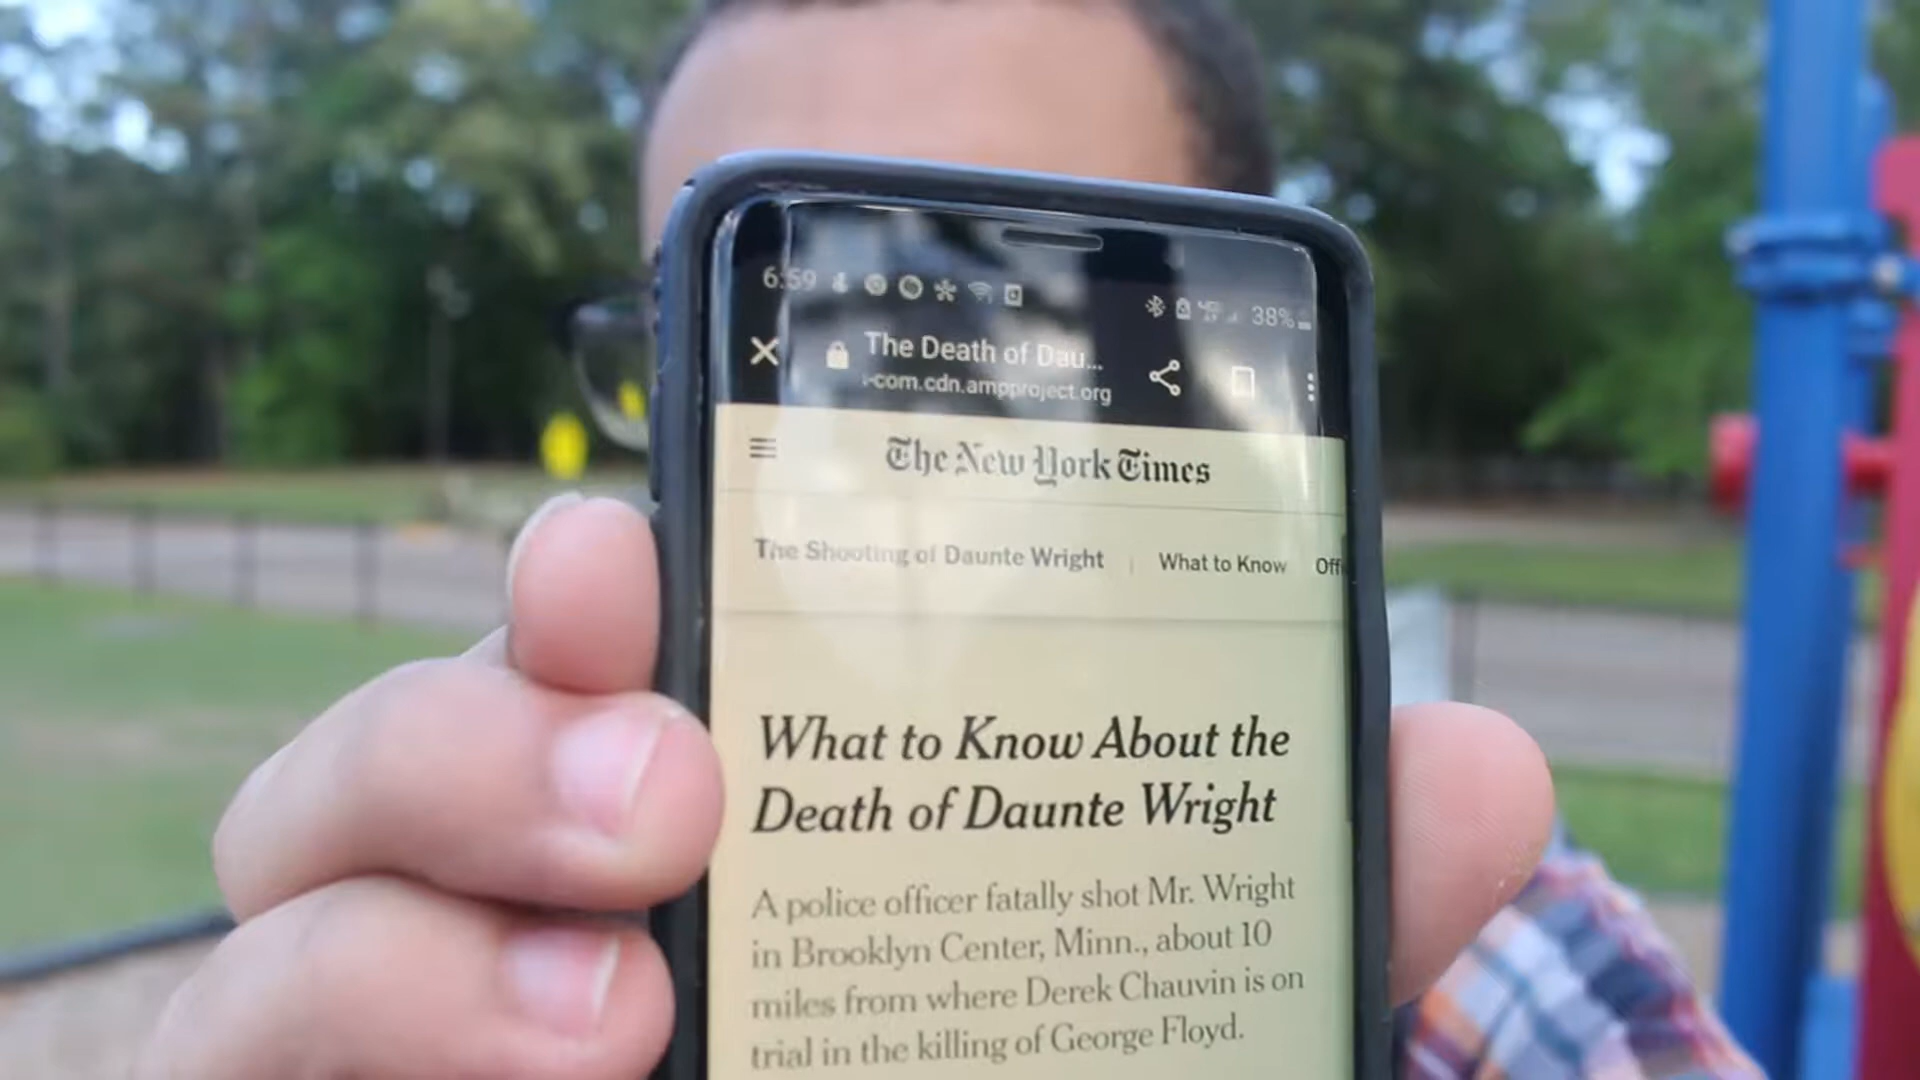 6:59 38%
The Death of Dau...
-com.cdn.ampproject.org
The New York Times
The Shooting of Daunte Wright | What to Know Off
What to Know About the
Death of Daunte Wright
A police officer fatally shot Mr. Wright
in Brooklyn Center, Minn., about 10
miles from where Derek Chauvin is on
trial in the killing of George Floyd.